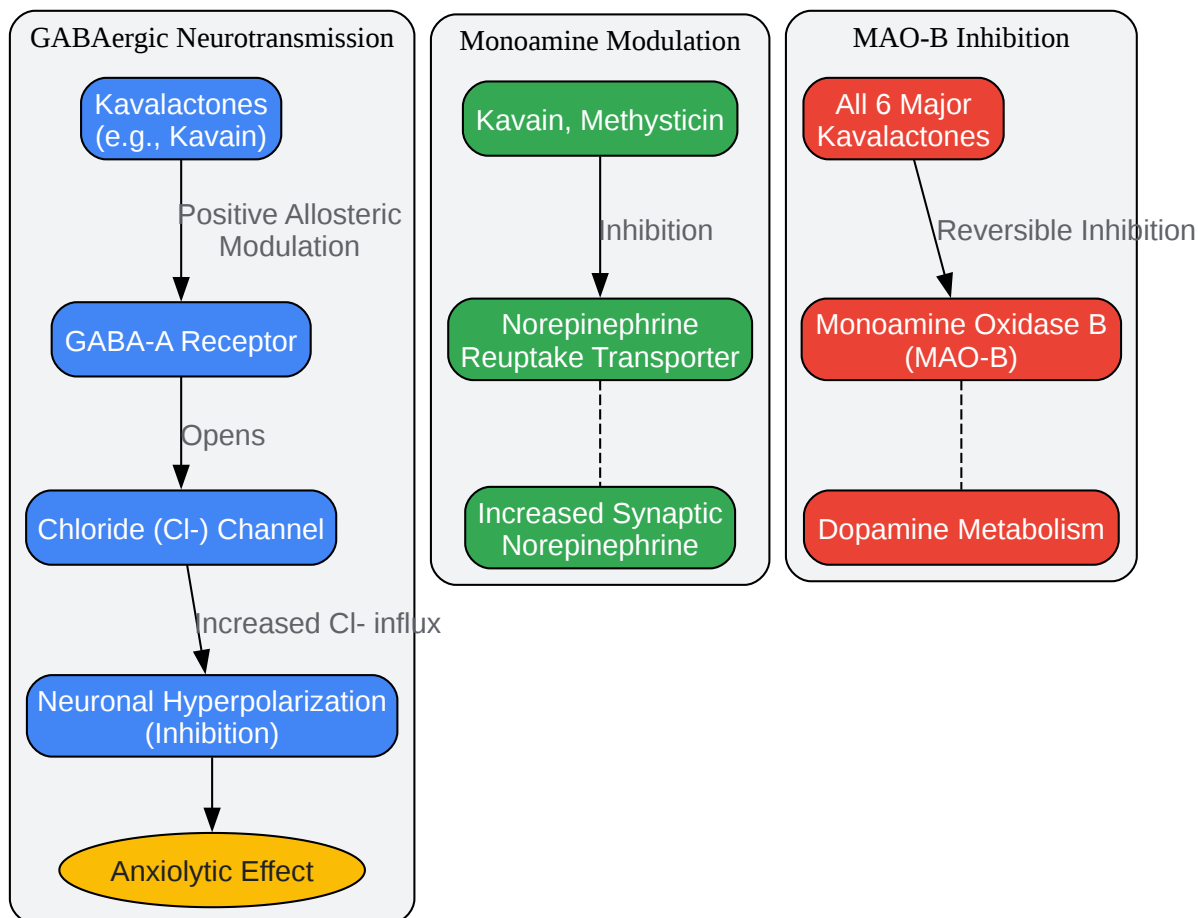 GABAergic Neurotransmission
Kavalactones
(e.g., Kavain)
Positive Allosteric
Modulation
GABA-A Receptor
Opens
Chloride (Cl-) Channel
Increased Cl- influx
Neuronal Hyperpolarization
(Inhibition)
Anxiolytic Effect
Monoamine Modulation
Kavain, Methysticin
Inhibition
Norepinephrine
Reuptake Transporter
Increased Synaptic
Norepinephrine
MAO-B Inhibition
All 6 Major
Kavalactones
Reversible Inhibition
Monoamine Oxidase B
(MAO-B)
Dopamine Metabolism